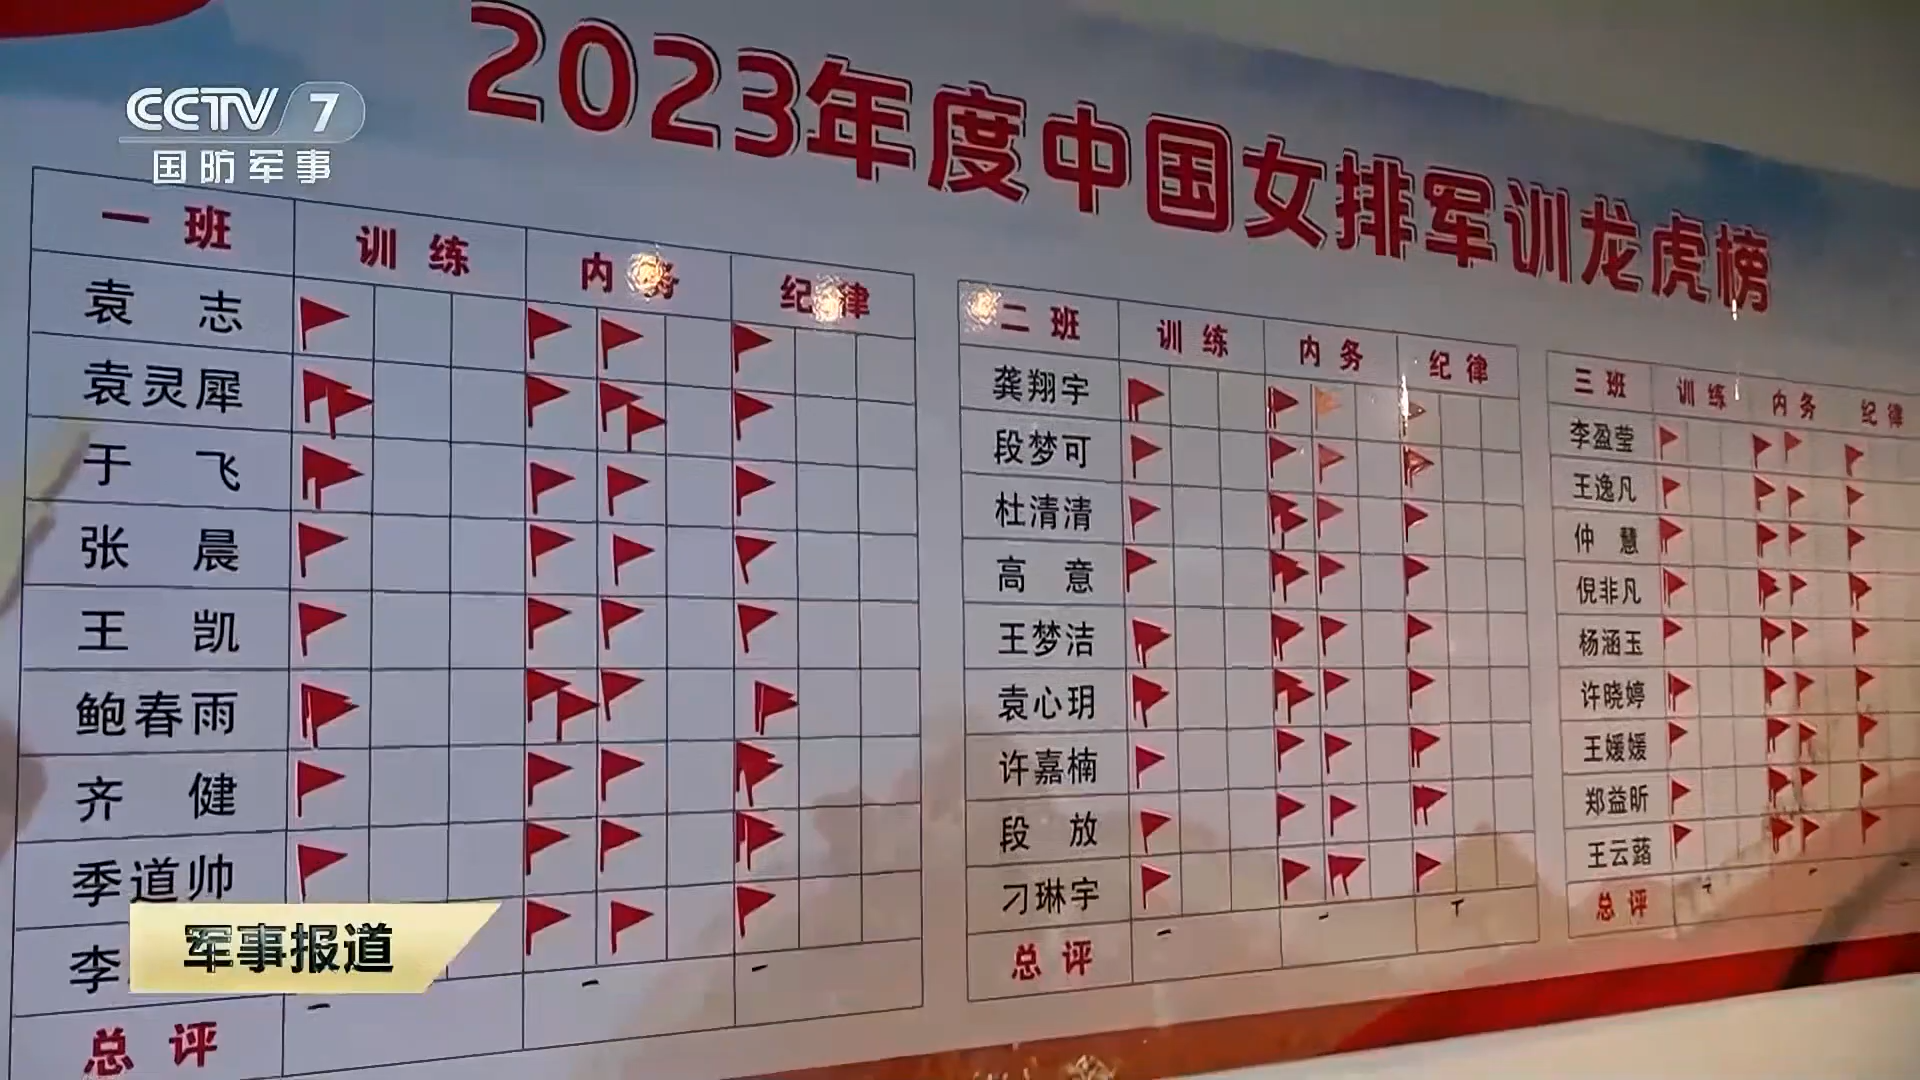 CCTV 7
国防军事
2023年度中国女排军训龙虎榜
一班 训练 内务 纪律
袁志
袁灵犀
于飞
张晨
王凯
鲍春雨
齐健
季道帅
李
总评
二班 训练 内务 纪律
龚翔宇
段梦可
杜清清
高意
王梦洁
袁心玥
许嘉楠
段放
刁琳宇
总评
三班 训练 内务 纪律
李盈莹
王逸凡
仲慧
倪非凡
杨涵玉
许晓婷
王媛媛
郑益昕
王云蕗
总评
军事报道